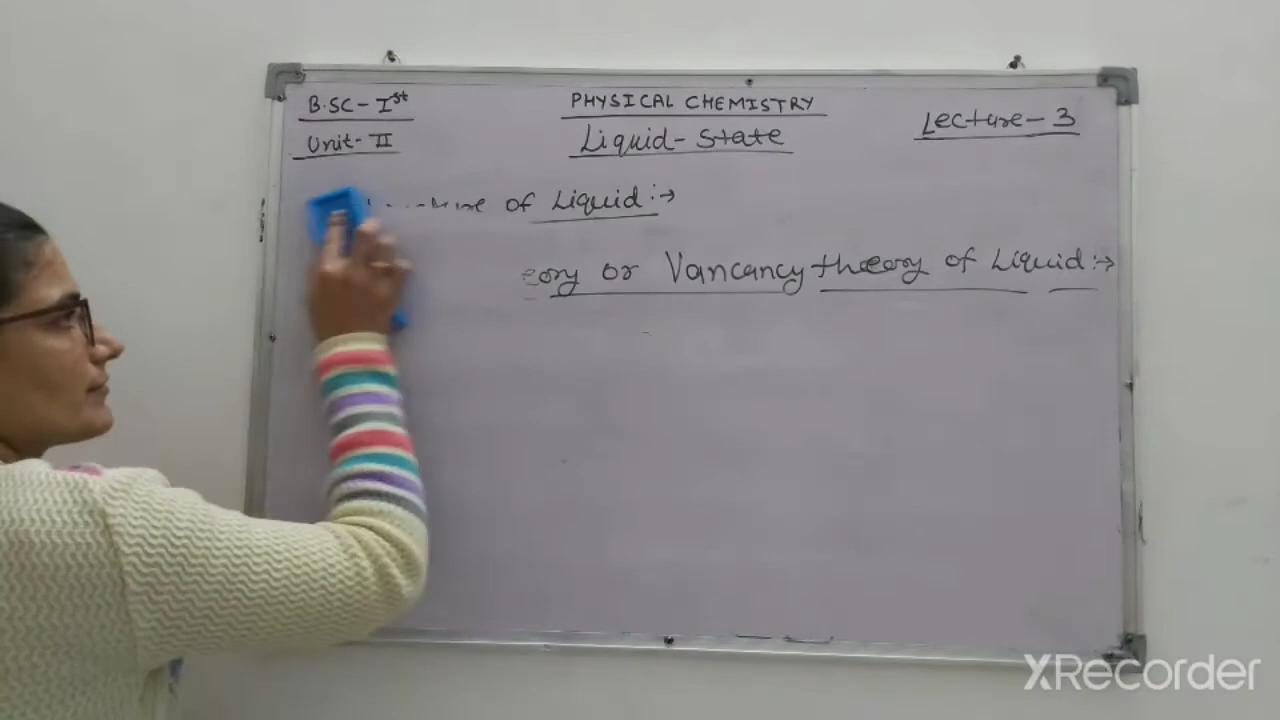 B.SC-Ist
PHYSICAL CHEMISTRY
Lecture-3
Unit-II
Liquid-State
of Liquid:→
or Vancancy theory of Liquid:→
XRecorder